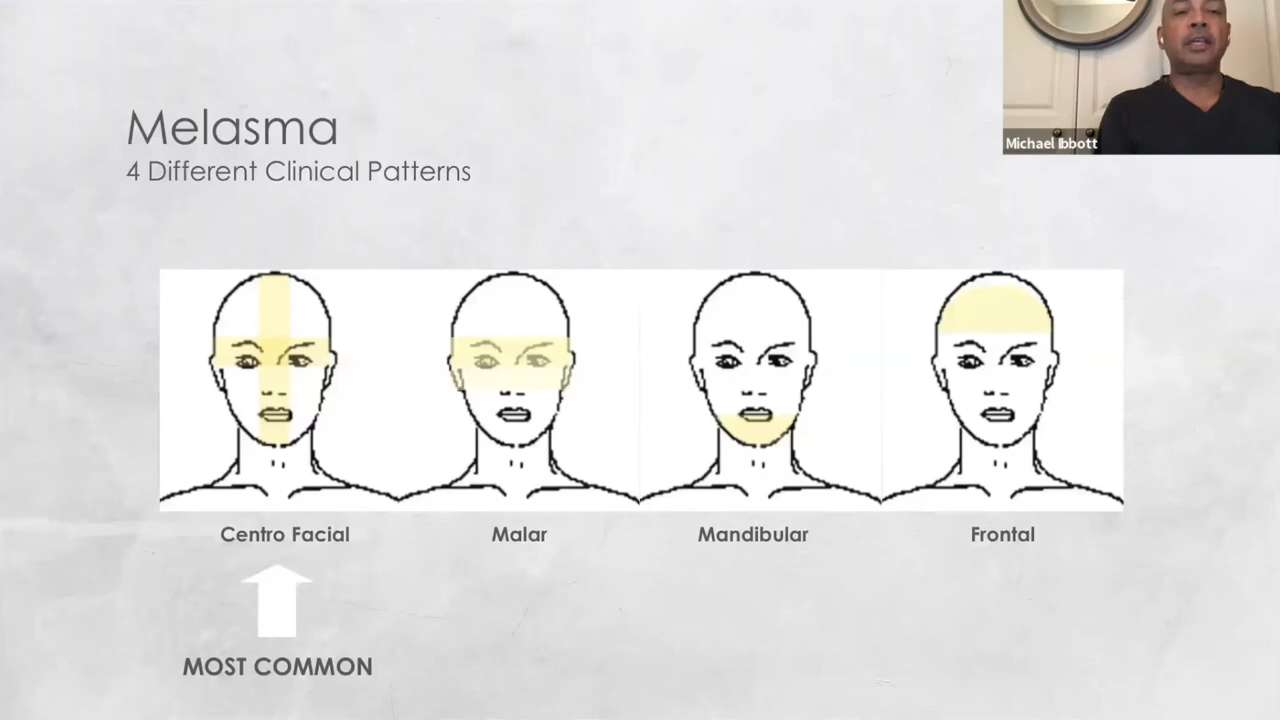 Melasma
4 Different Clinical Patterns
Michael Ibbott
Centro Facial
Malar
Mandibular
Frontal
MOST COMMON